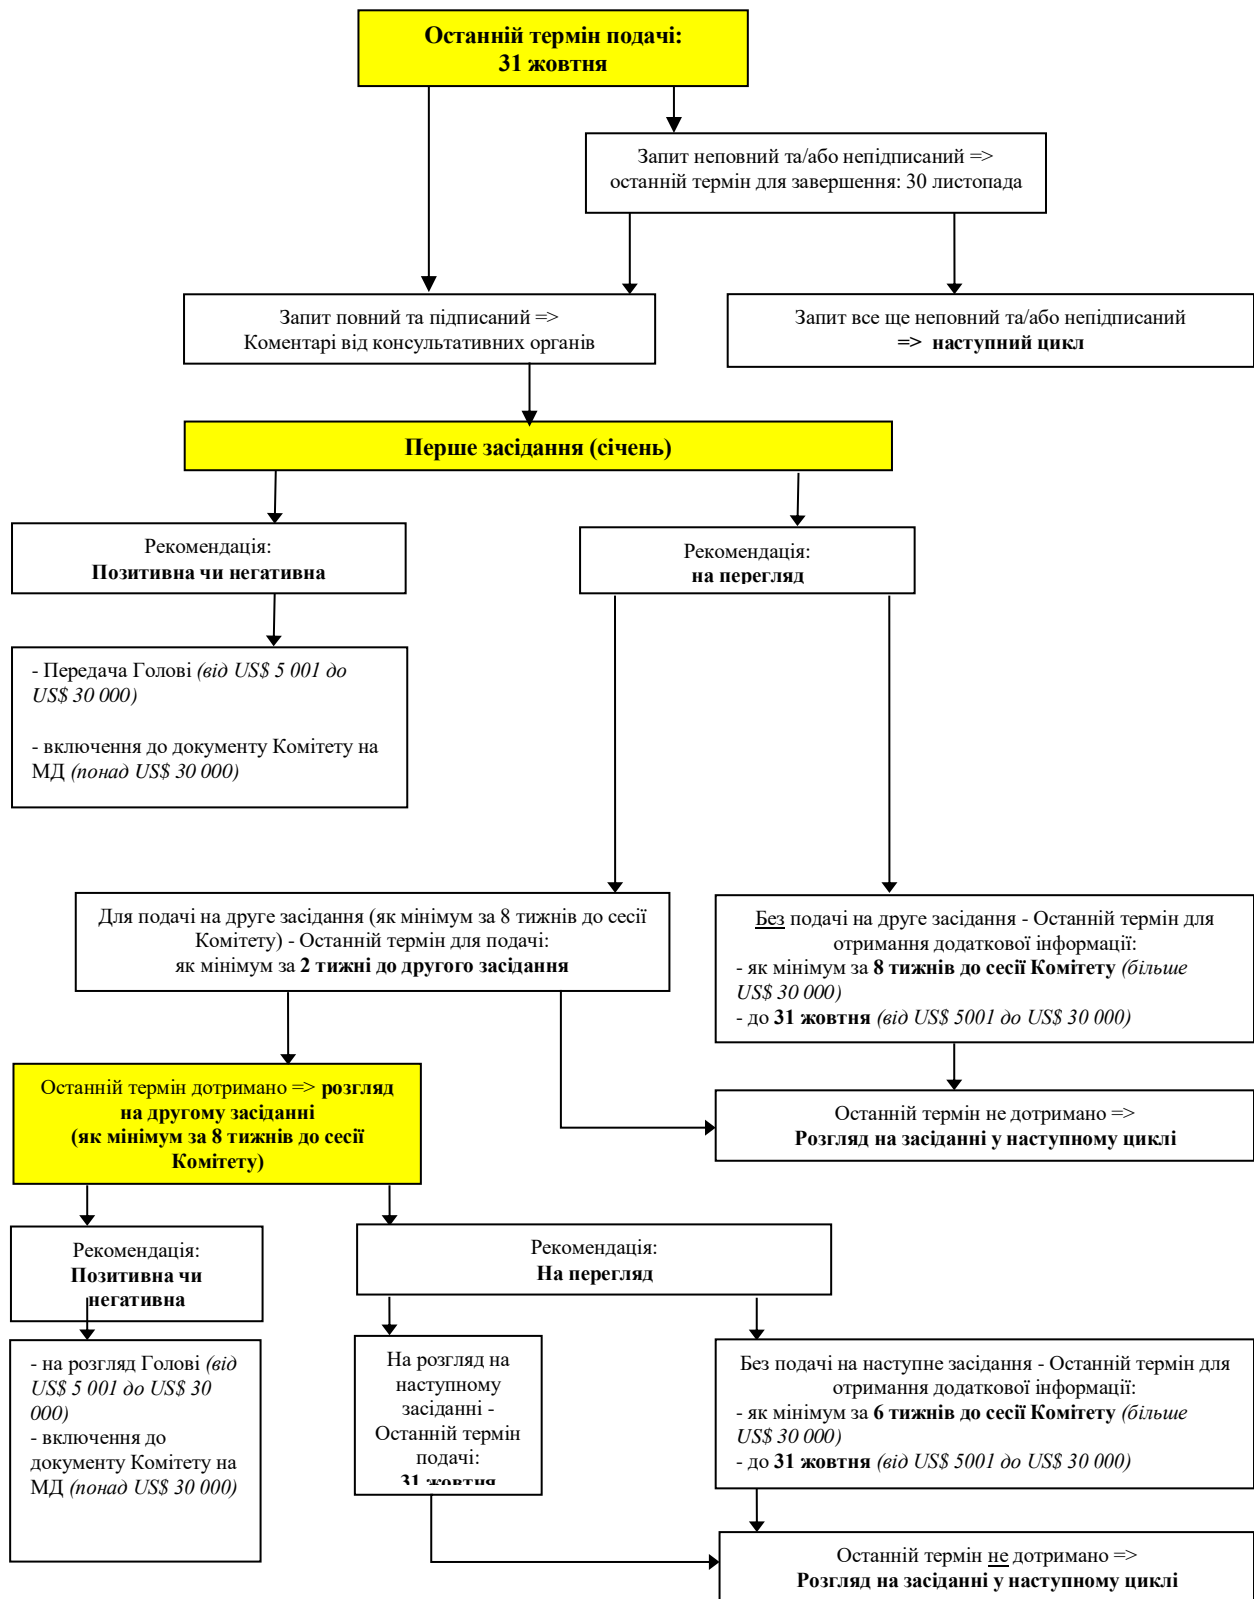 Останній термін подачі:
31 жовтня
Запит неповний та/або непідписаний =>
останній термін для завершення: 30 листопада
Запит повний та підписаний =>
Коментарі від консультативних органів
Запит все ще неповний та/або непідписаний
=> наступний цикл
Перше засідання (січень)
Рекомендація:
Позитивна чи негативна
Рекомендація:
на перегляд
- Передача Голові (від US$ 5 001 до
US$ 30 000)
- включення до документу Комітету на
МД (понад US$ 30 000)
Для подачі на друге засідання (як мінімум за 8 тижнів до сесії
Комітету) - Останній термін для подачі:
як мінімум за 2 тижні до другого засідання
Без подачі на друге засідання - Останній термін для
отримання додаткової інформації:
- як мінімум за 8 тижнів до сесії Комітету (більше
US$ 30 000)
- до 31 жовтня (від US$ 5001 до US$ 30 000)
Останній термін дотримано => розгляд
на другому засіданні
(як мінімум за 8 тижнів до сесії
Комітету)
Останній термін не дотримано =>
Розгляд на засіданні у наступному циклі
Рекомендація:
Позитивна чи
негативна
Рекомендація:
На перегляд
- на розгляд Голові (від
US$ 5 001 до US$ 30
000)
- включення до
документу Комітету на
МД (понад US$ 30 000)
На розгляд на
наступному
засіданні -
Останній термін
подачі:
31 жовтня
Без подачі на наступне засідання - Останній термін для
отримання додаткової інформації:
- як мінімум за 6 тижнів до сесії Комітету (більше
US$ 30 000)
- до 31 жовтня (від US$ 5001 до US$ 30 000)
Останній термін не дотримано =>
Розгляд на засіданні у наступному циклі